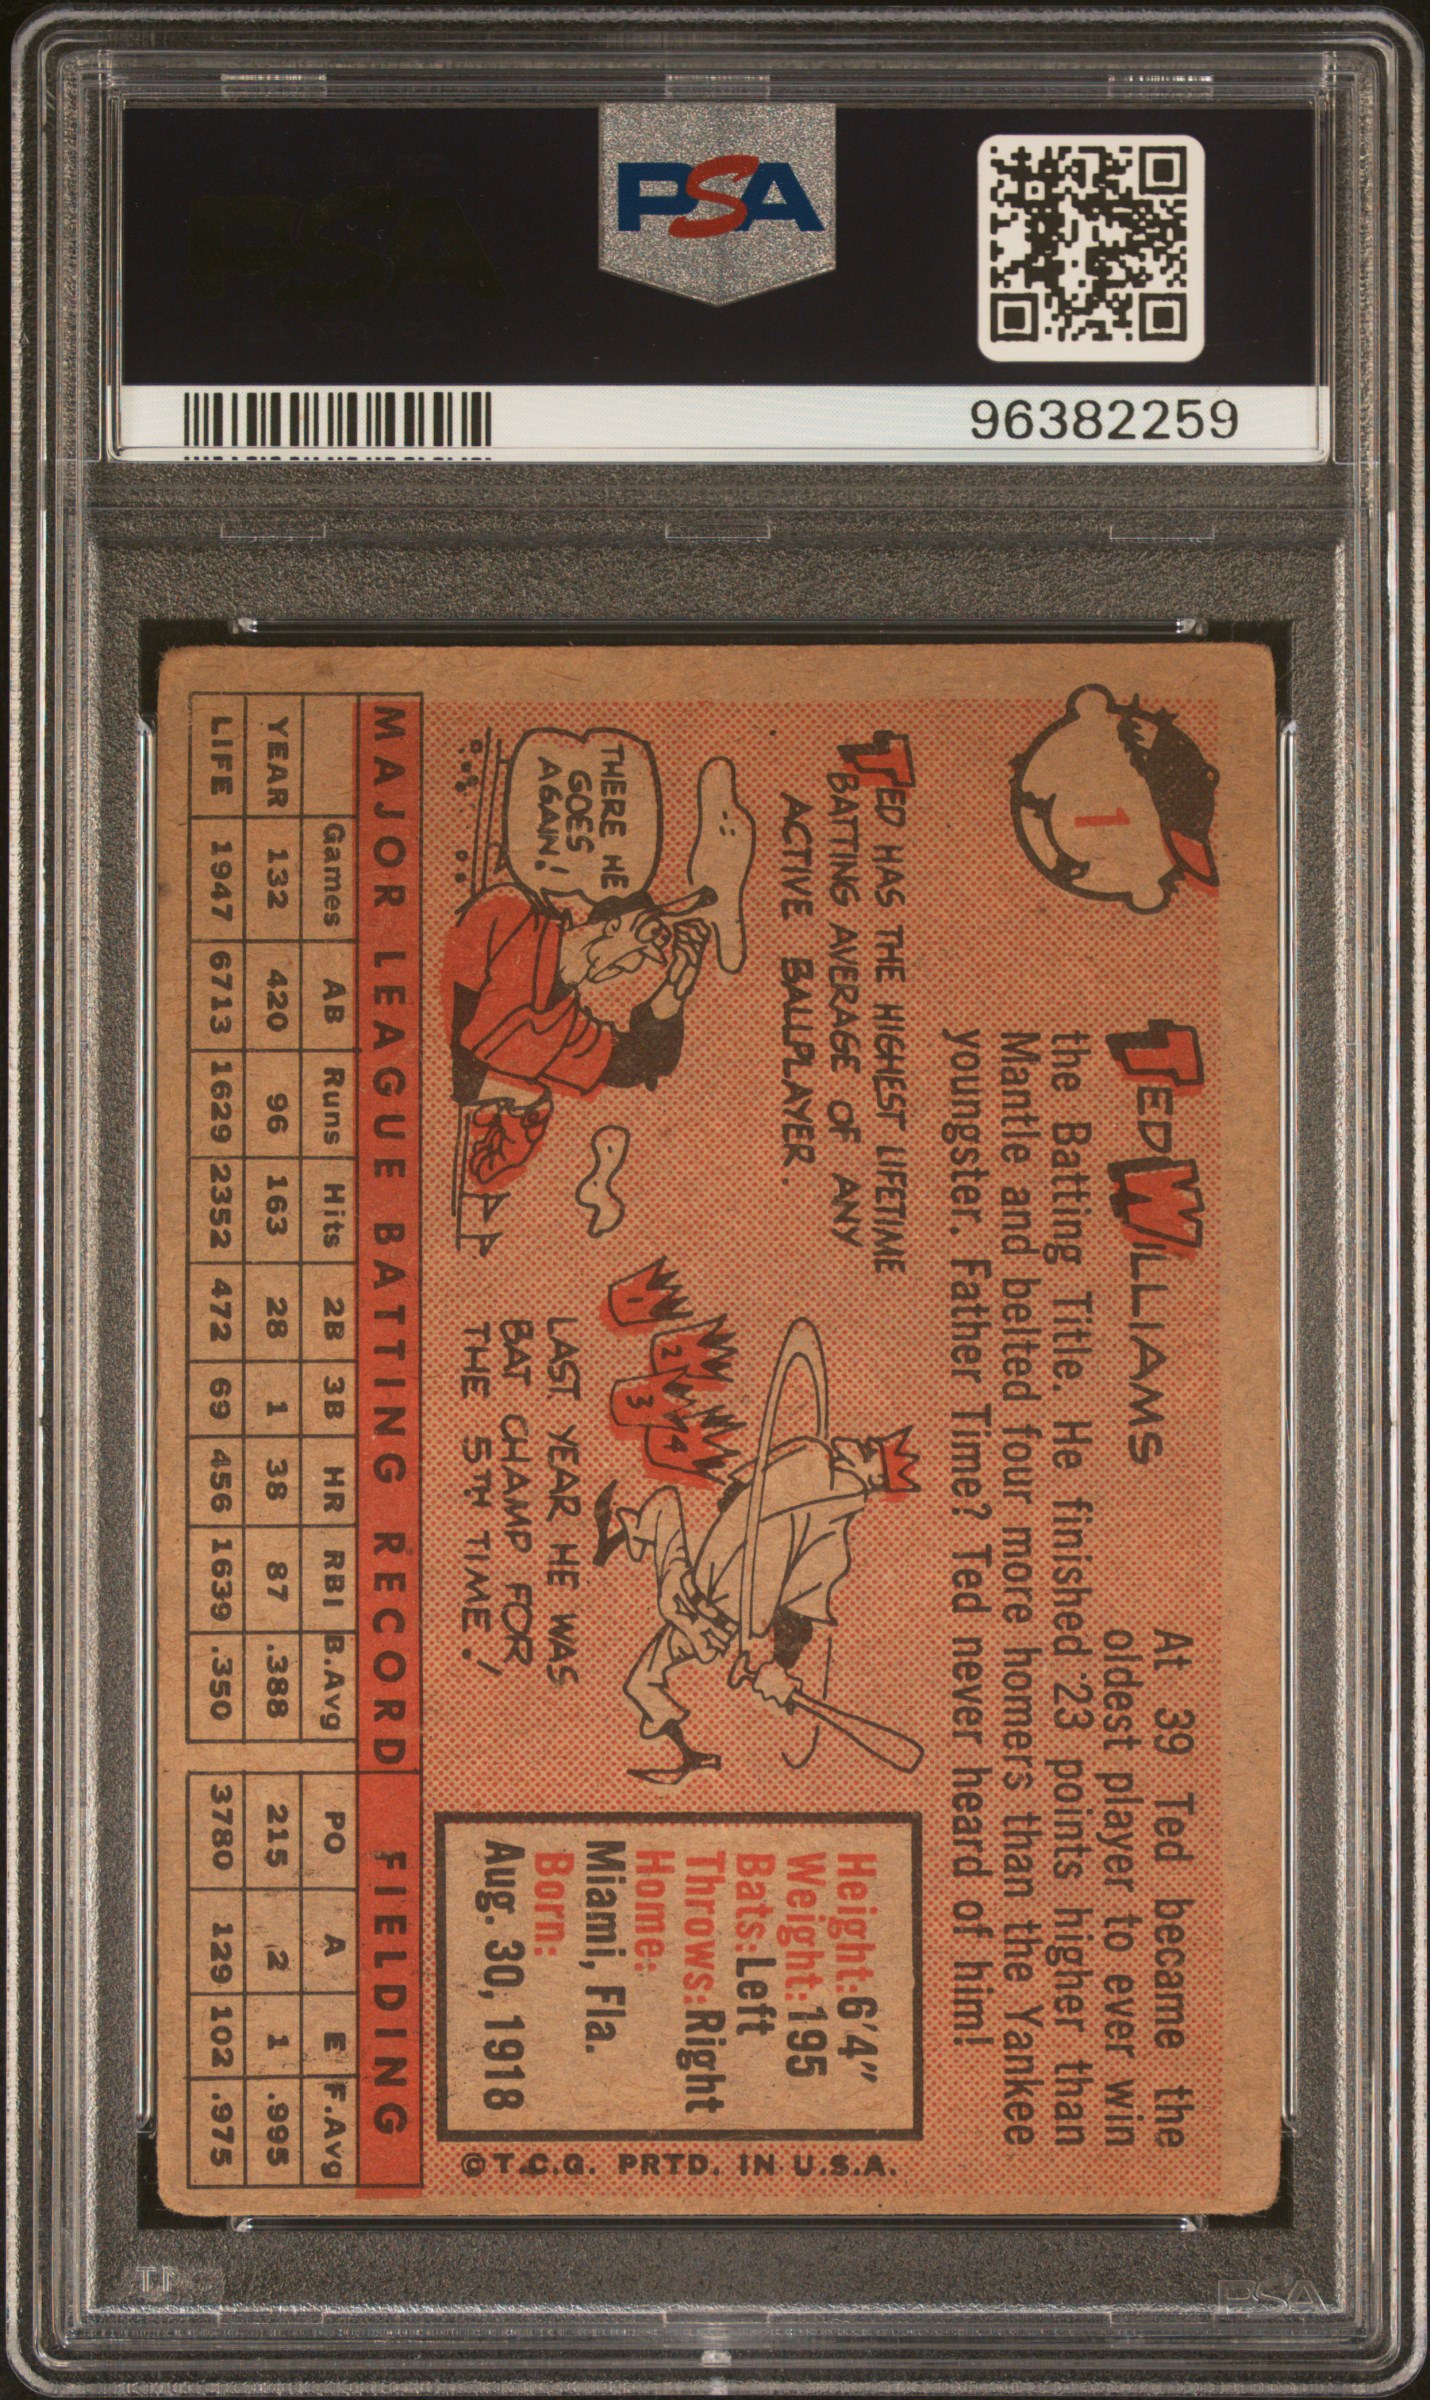 PSA
96382259
1
TED WILLIAMS
At 39 Ted became the
oldest player to ever win
the Batting Title. He finished 23 points higher than
Mantle and belted four more homers than the Yankee
youngster. Father Time? Ted never heard of him!
TED HAS THE HIGHEST LIFETIME
BATTING AVERAGE OF ANY
ACTIVE BALLPLAYER.
THERE HE
GOES
AGAIN!
1
2
3
4
LAST YEAR HE WAS
BAT CHAMP FOR
THE 5TH TIME!
Height: 6'4"
Weight: 195
Bats: Left
Throws: Right
Home:
Miami, Fla.
Born:
Aug. 30, 1918
© T.C.G. PRTD. IN U.S.A.
MAJOR LEAGUE BATTING RECORD FIELDING
Games AB Runs Hits 2B 3B HR RBI B.Avg PO A E F.Avg
YEAR 132 420 96 163 28 1 38 87 .388 215 2 1 .995
LIFE 1947 6713 1629 2352 472 69 456 1639 .350 3780 129 102 .975
PSA